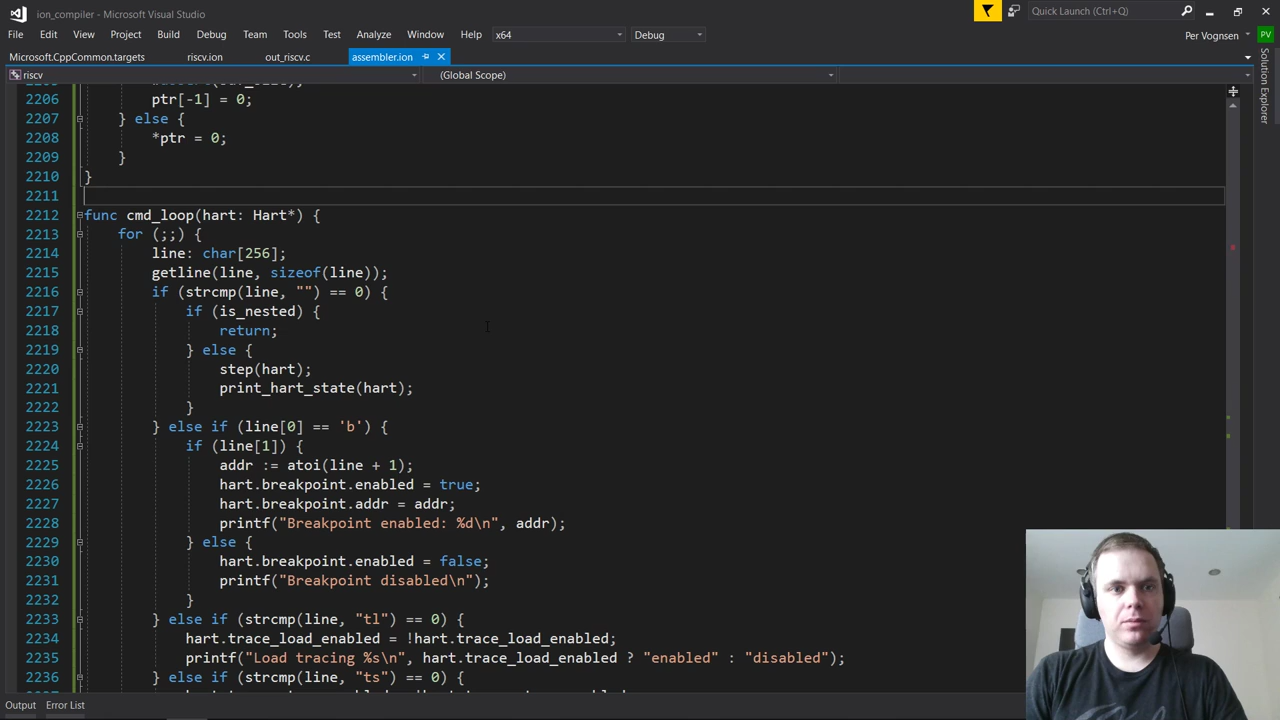 ion_compiler - Microsoft Visual Studio
Quick Launch (Ctrl+Q)
File Edit View Project Build Debug Team Tools Test Analyze Window Help x64 Debug
Per Vognsen PV
Microsoft.CppCommon.targets riscv.ion out_riscv.c assembler.ion
riscv (Global Scope)
Solution Explorer
2206 ptr[-1] = 0;
2207 } else {
2208 *ptr = 0;
2209 }
2210 }
2211
2212 func cmd_loop(hart: Hart*) {
2213 for (;;) {
2214 line: char[256];
2215 getline(line, sizeof(line));
2216 if (strcmp(line, "") == 0) {
2217 if (is_nested) {
2218 return;
2219 } else {
2220 step(hart);
2221 print_hart_state(hart);
2222 }
2223 } else if (line[0] == 'b') {
2224 if (line[1]) {
2225 addr := atoi(line + 1);
2226 hart.breakpoint.enabled = true;
2227 hart.breakpoint.addr = addr;
2228 printf("Breakpoint enabled: %d\n", addr);
2229 } else {
2230 hart.breakpoint.enabled = false;
2231 printf("Breakpoint disabled\n");
2232 }
2233 } else if (strcmp(line, "tl") == 0) {
2234 hart.trace_load_enabled = !hart.trace_load_enabled;
2235 printf("Load tracing %s\n", hart.trace_load_enabled ? "enabled" : "disabled");
2236 } else if (strcmp(line, "ts") == 0) {
Output Error List